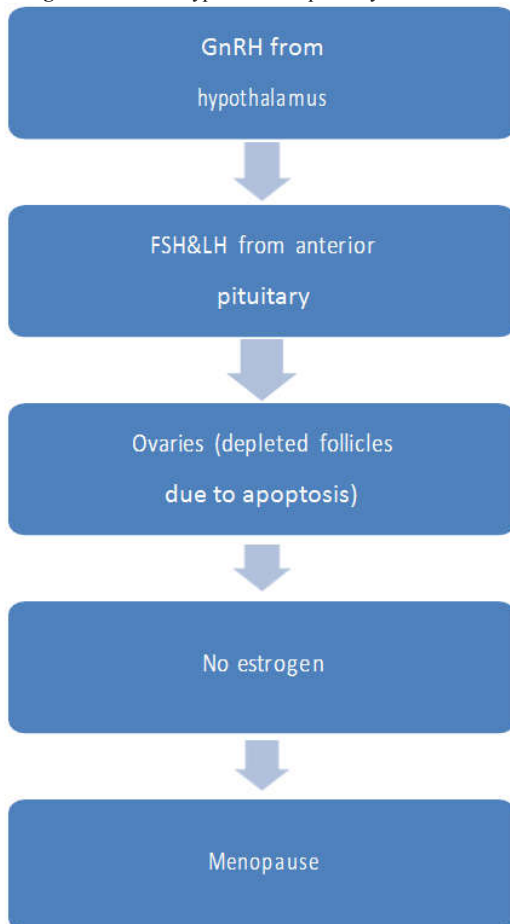 GnRH from
hypothalamus
FSH&LH from anterior
pituitary
Ovaries (depleted follicles
due to apoptosis)
No estrogen
Menopause